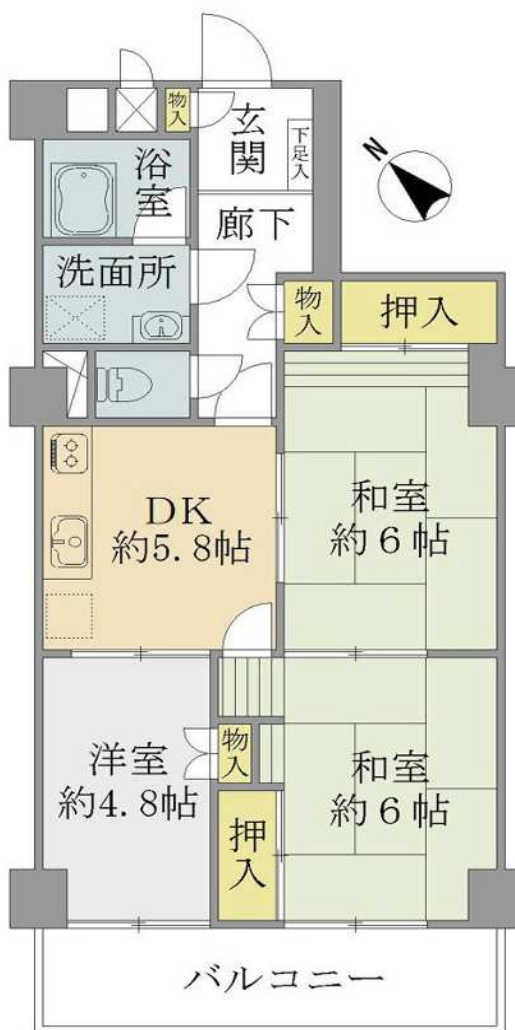 物入
玄関
下足入
N
浴室
廊下
洗面所
物入
押入
DK
約5.8帖
和室
約6帖
洋室
約4.8帖
物入
和室
約6帖
押入
バルコニー